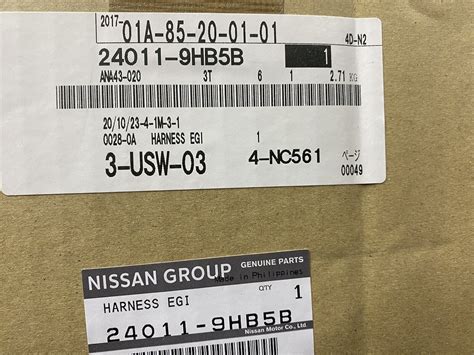 2017-01A-85-20-01-01
4D-N2
24011-9HB5B 1
ANA43-020 3T 6 1 2.71 KG
20/10/23-4-1M-3-1
0028-0A HARNESS EGI 1
3-USW-03 4-NC561 ページ
00049
NISSAN GROUP GENUINE PARTS
Made in Philippines
HARNESS EGI QTY 1
24011-9HB5B
Nissan Motor Co., Ltd.